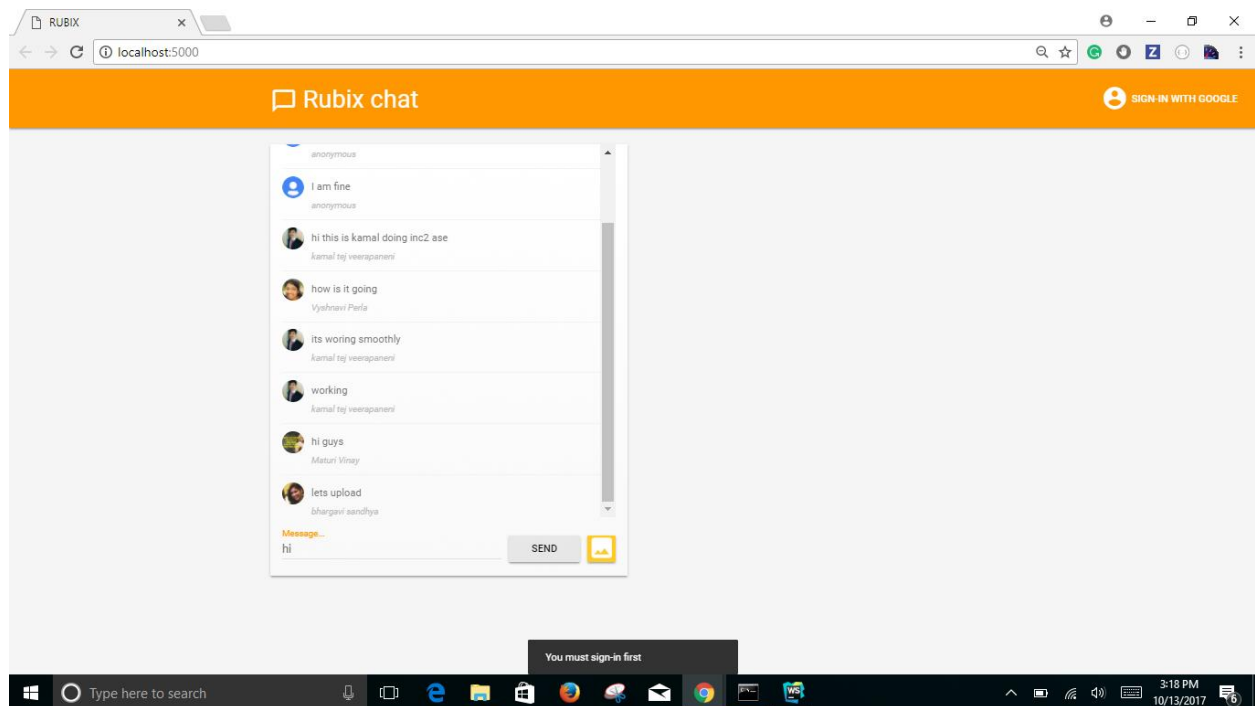 RUBIX
localhost:5000
Rubix chat
SIGN-IN WITH GOOGLE
anonymous
I am fine
anonymous
hi this is kamal doing inc2 ase
kamal tej veerapaneni
how is it going
Vyshnavi Perla
its woring smoothly
kamal tej veerapaneni
working
kamal tej veerapaneni
hi guys
Maturi Vinay
lets upload
bhargavi sandhya
Message...
hi
SEND
You must sign-in first
Type here to search
WS
3:18 PM
10/13/2017
6